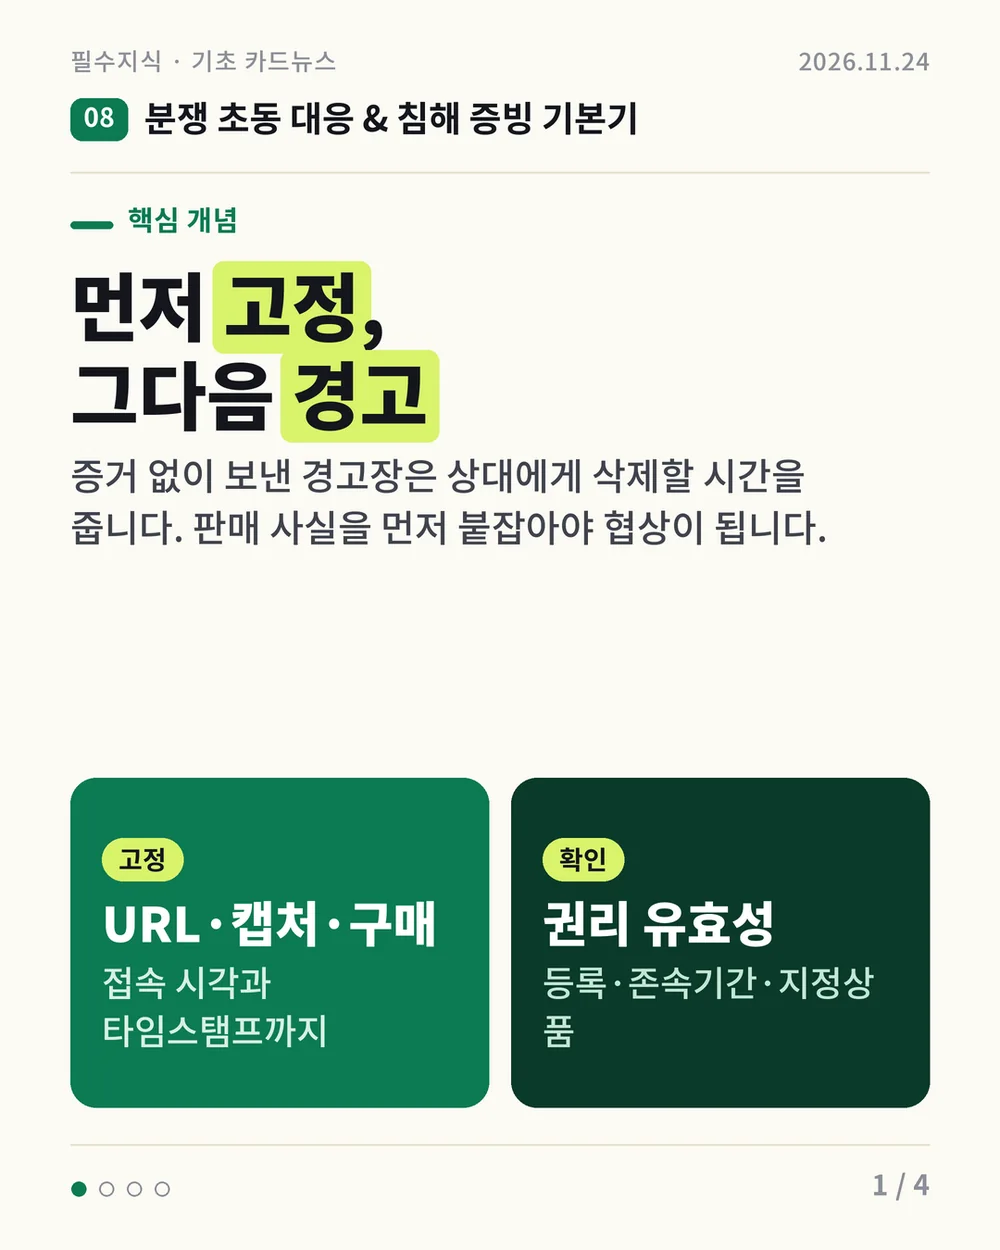 필수지식 · 기초 카드뉴스
2026.11.24
08 분쟁 초동 대응 & 침해 증빙 기본기
핵심 개념
먼저 고정,
그다음 경고
증거 없이 보낸 경고장은 상대에게 삭제할 시간을
줍니다. 판매 사실을 먼저 붙잡아야 협상이 됩니다.
고정
URL·캡처·구매
접속 시각과
타임스탬프까지
확인
권리 유효성
등록·존속기간·지정상
품
1 / 4